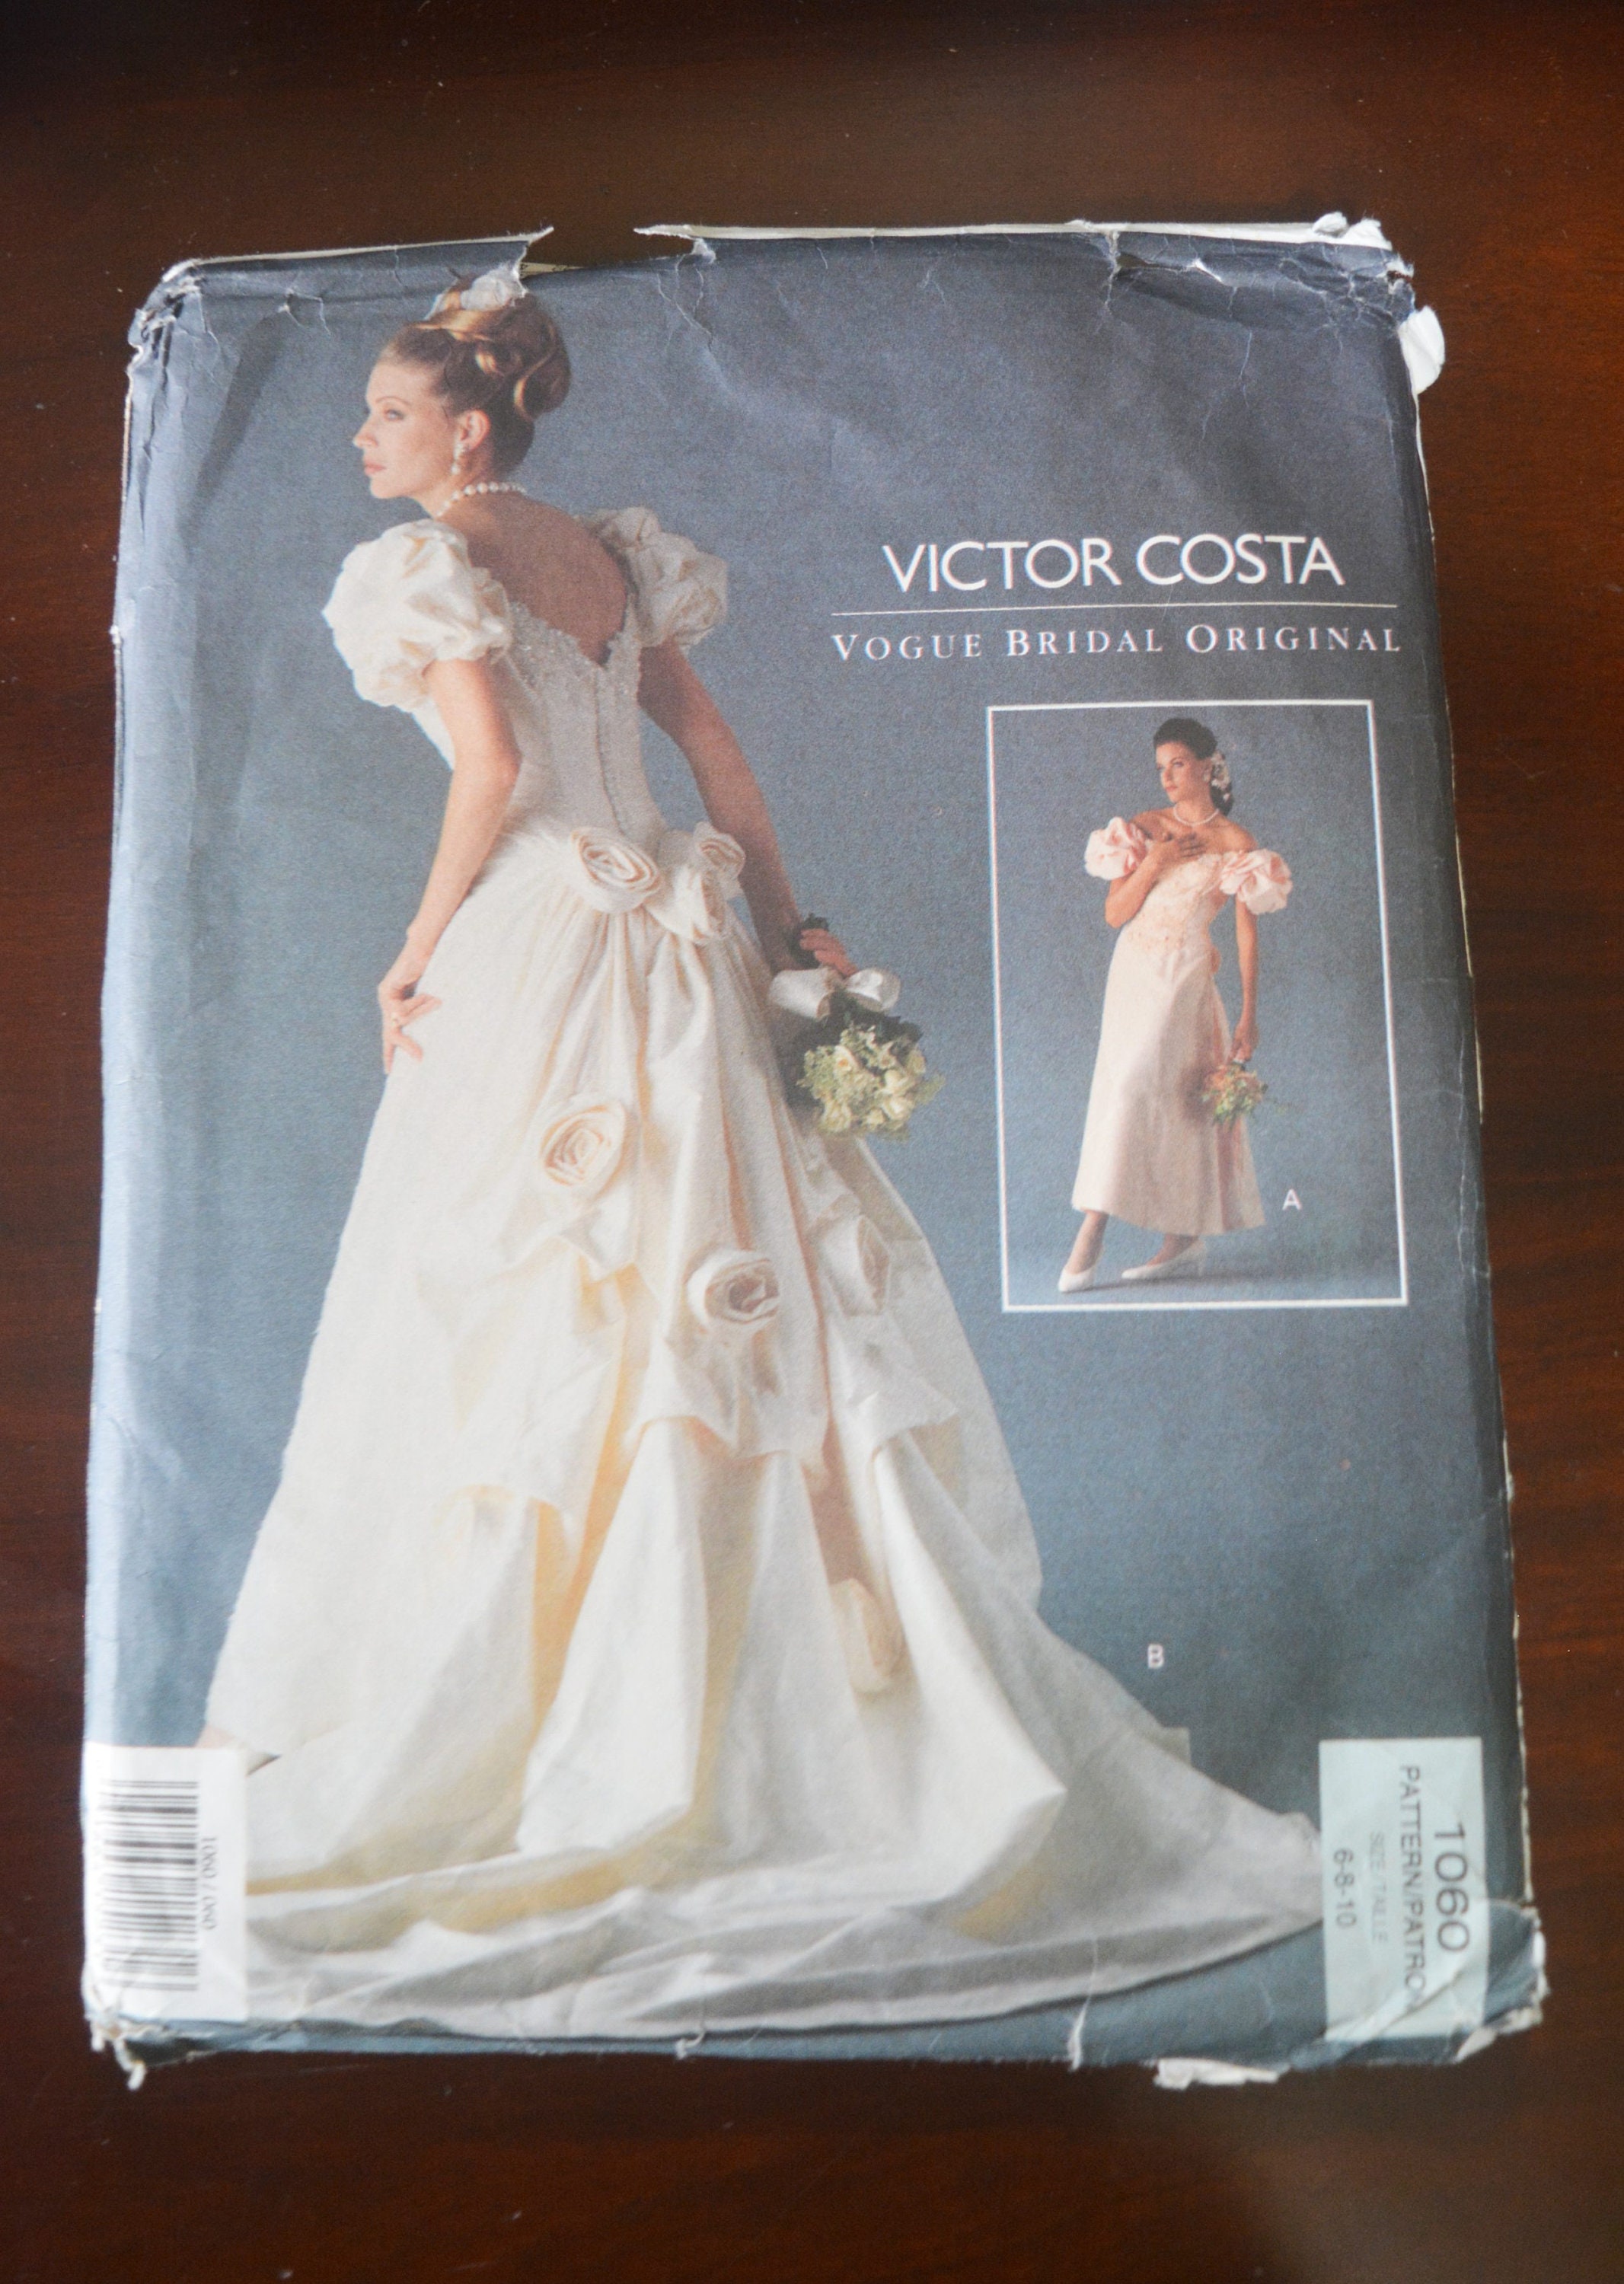 VICTOR COSTA
VOGUE BRIDAL ORIGINAL
A
B
1060
PATTERN/PATRO
SIZE/TAILLE
6-8-10